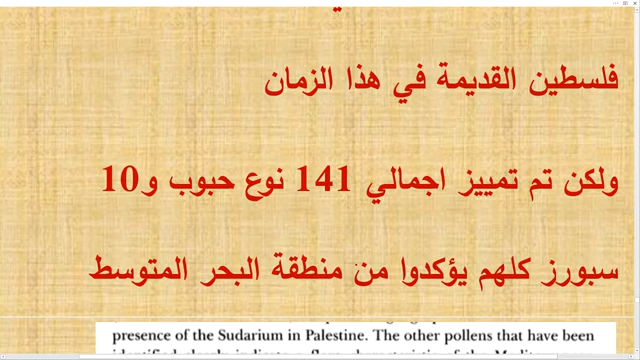 فلسطين القديمة في هذا الزمان
ولكن تم تمييز اجمالي 141 نوع حبوب و10
سبورز كلهم يؤكدوا من منطقة البحر المتوسط
presence of the Sudarium in Palestine. The other pollens that have been